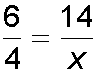 6/4 = 14/x